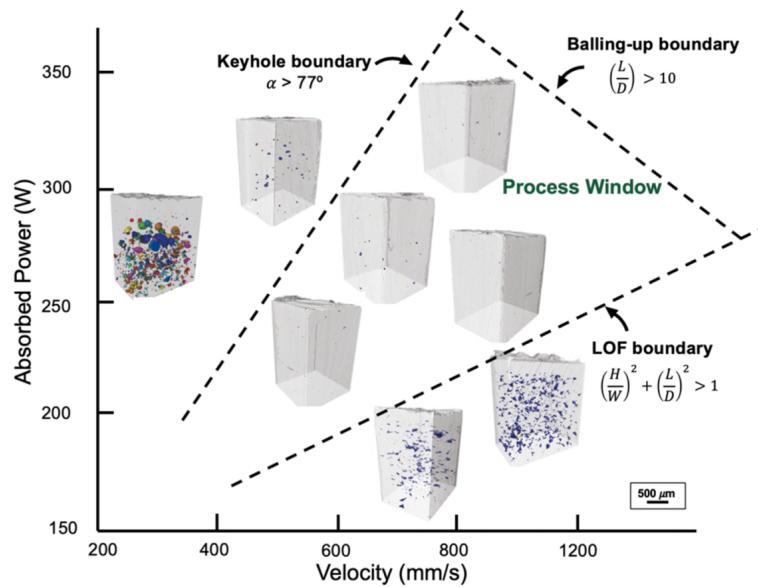 Keyhole boundary
α > 77º
Balling-up boundary
(L/D) > 10
Process Window
LOF boundary
(H/W)² + (L/D)² > 1
500 μm
Absorbed Power (W)
350
300
250
200
150
200 400 600 800 1200
Velocity (mm/s)